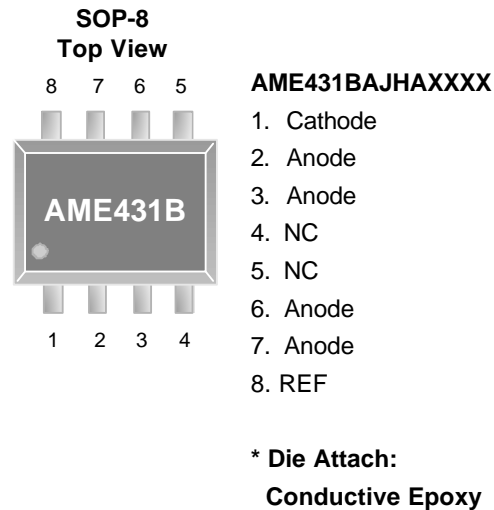 SOP-8
Top View
8 7 6 5
AME431B
1 2 3 4
AME431BAJHAXXXX
1. Cathode
2. Anode
3. Anode
4. NC
5. NC
6. Anode
7. Anode
8. REF
* Die Attach:
Conductive Epoxy